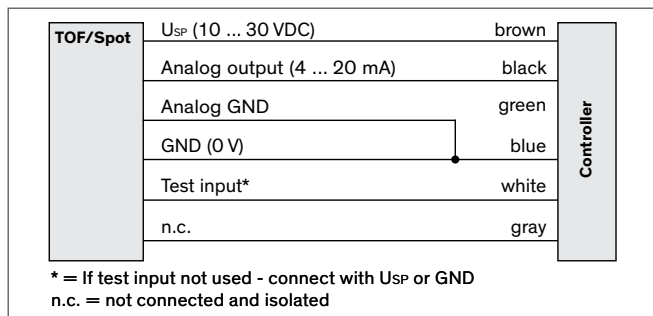 TOF/Spot
USP (10 ... 30 VDC) brown
Analog output (4 ... 20 mA) black
Analog GND green
GND (0 V) blue
Test input* white
n.c. gray
Controller
* = If test input not used - connect with USP or GND
n.c. = not connected and isolated